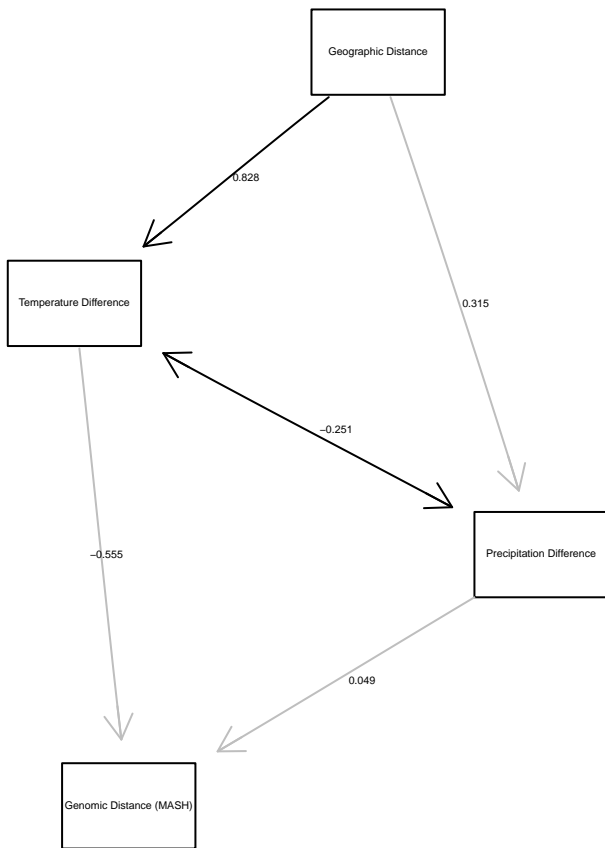 Geographic Distance
0.828
Temperature Difference
0.315
−0.251
−0.555
Precipitation Difference
0.049
Genomic Distance (MASH)